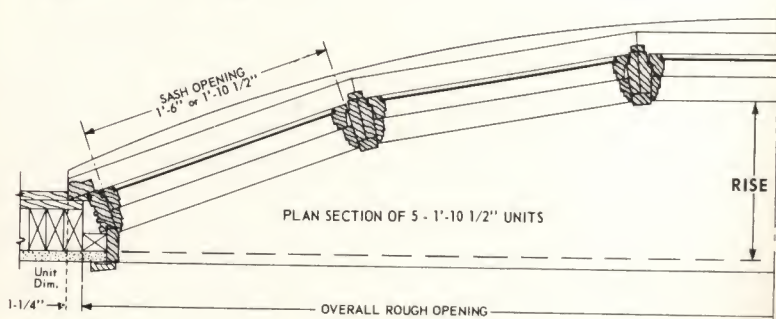 SASH OPENING
1'-6" or 1'-10 1/2"
RISE
PLAN SECTION OF 5 - 1'-10 1/2" UNITS
Unit
Dim.
1-1/4"
OVERALL ROUGH OPENING